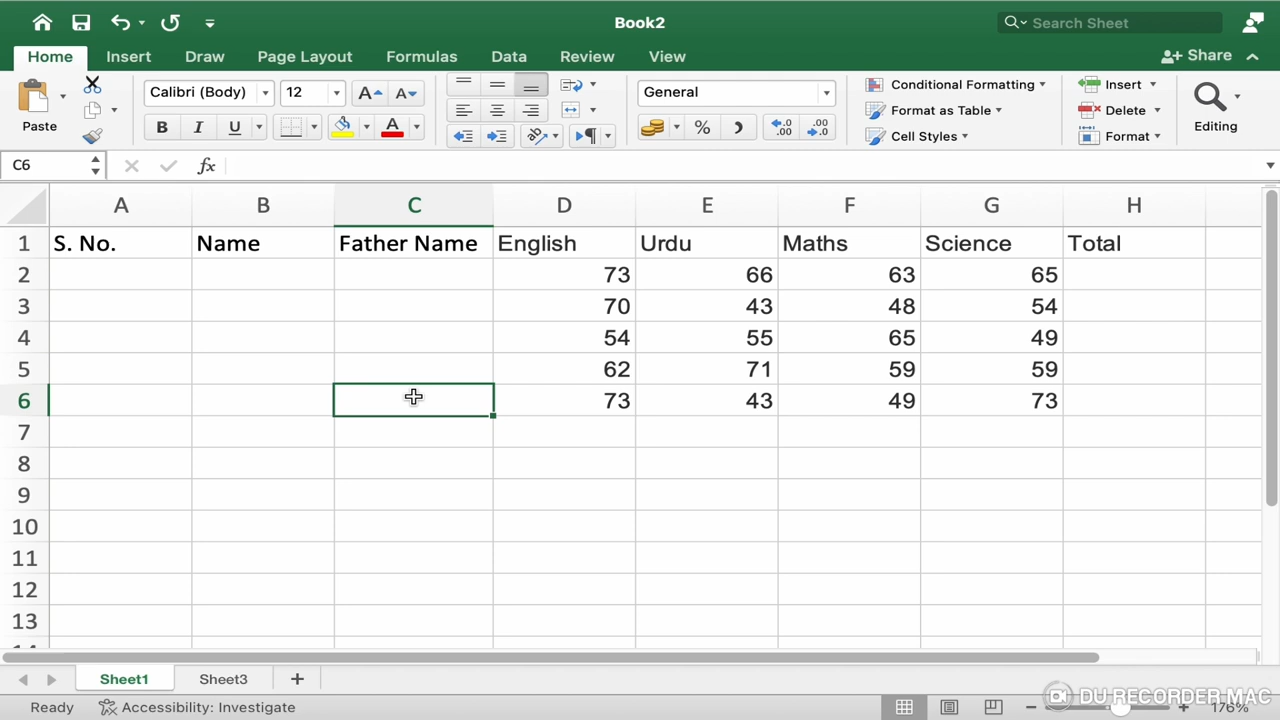 Book2
Search Sheet
Home Insert Draw Page Layout Formulas Data Review View Share
Paste
Calibri (Body) 12
A A
B I U A
General
%
.00
.00
Conditional Formatting
Format as Table
Cell Styles
Insert
Delete
Format
Editing
C6 fx
A B C D E F G H
1 S. No. Name Father Name English Urdu Maths Science Total
2 73 66 63 65
3 70 43 48 54
4 54 55 65 49
5 62 71 59 59
6 73 43 49 73
7
8
9
10
11
12
13
Sheet1 Sheet3 +
Ready Accessibility: Investigate 176%
DU RECORDER MAC